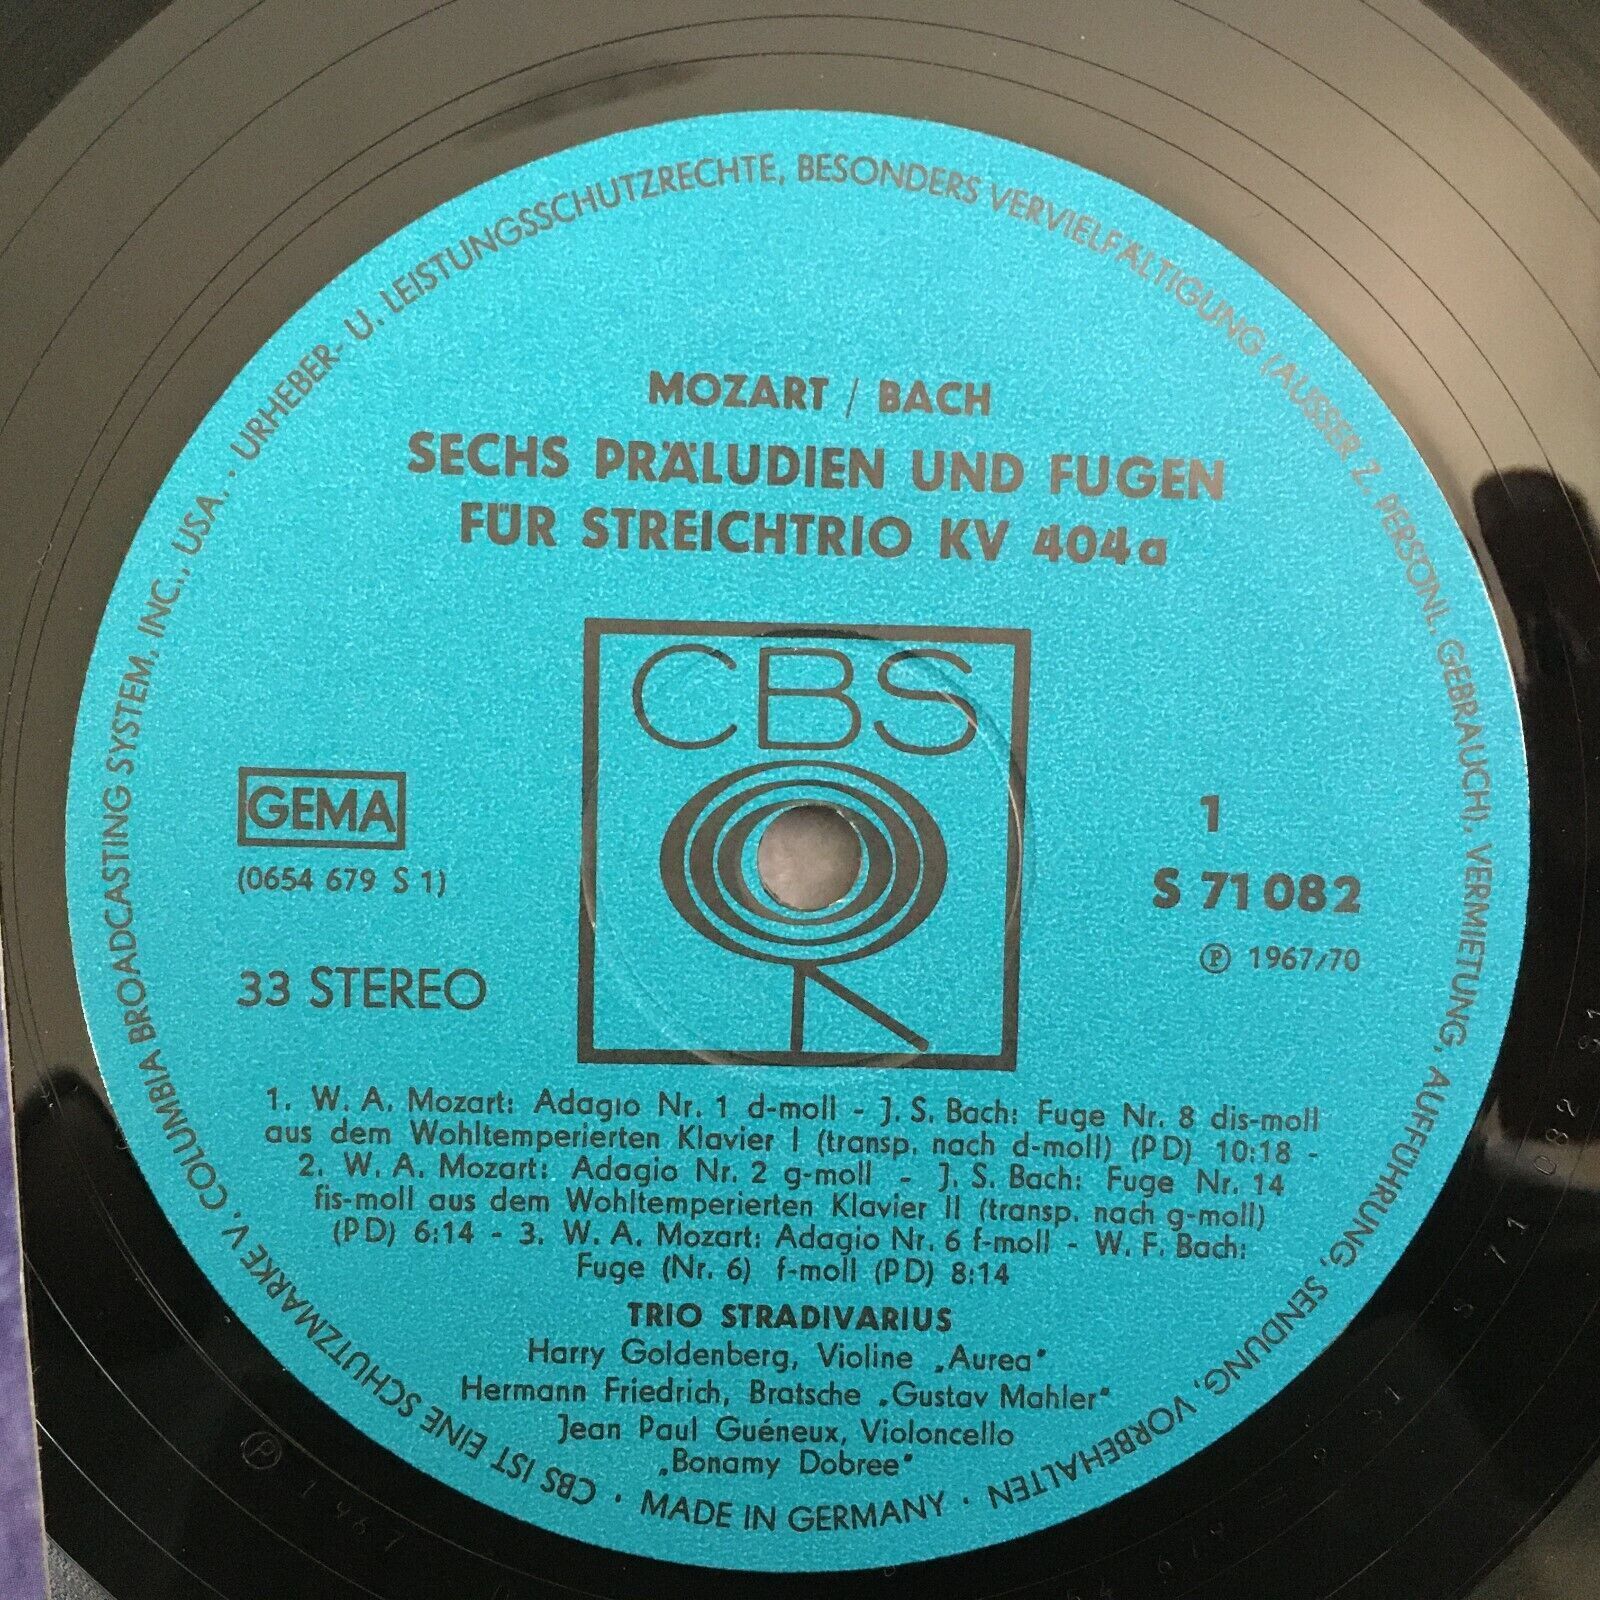 MOZART / BACH
SECHS PRÄLUDIEN UND FUGEN
FÜR STREICHTRIO KV 404a
CBS
GEMA
(0654 679 S 1)
33 STEREO
1
S 71 082
℗ 1967/70
1. W. A. Mozart: Adagio Nr. 1 d-moll - J. S. Bach: Fuge Nr. 8 dis-moll
aus dem Wohltemperierten Klavier I (transp. nach d-moll) (PD) 10:18 -
2. W. A. Mozart: Adagio Nr. 2 g-moll - J. S. Bach: Fuge Nr. 14
fis-moll aus dem Wohltemperierten Klavier II (transp. nach g-moll)
(PD) 6:14 - 3. W. A. Mozart: Adagio Nr. 6 f-moll - W. F. Bach:
Fuge (Nr. 6) f-moll (PD) 8:14
TRIO STRADIVARIUS
Harry Goldenberg, Violine „Aurea“
Hermann Friedrich, Bratsche „Gustav Mahler“
Jean Paul Guéneux, Violoncello
„Bonamy Dobree“
CBS IST EINE SCHUTZMARKE V. COLUMBIA BROADCASTING SYSTEM, INC., USA. · URHEBER- U. LEISTUNGSSCHUTZRECHTE, BESONDERS VERVIELFÄLTIGUNG (AUSSER Z. PERSÖNL. GEBRAUCH), VERMIETUNG, AUFFÜHRUNG, SENDUNG, VORBEHALTEN · MADE IN GERMANY ·
℗ 1967
S 71 082 S1